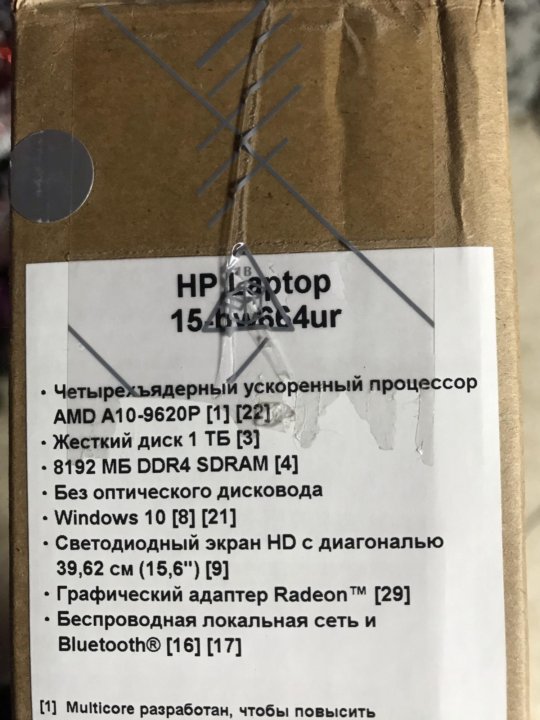 HP Laptop
15-bw664ur
· Четырехъядерный ускоренный процессор
AMD A10-9620P [1] [22]
· Жесткий диск 1 ТБ [3]
· 8192 МБ DDR4 SDRAM [4]
· Без оптического дисковода
· Windows 10 [8] [21]
· Светодиодный экран HD с диагональю
39,62 см (15,6") [9]
· Графический адаптер Radeon™ [29]
· Беспроводная локальная сеть и
Bluetooth® [16] [17]
[1] Multicore разработан, чтобы повысить